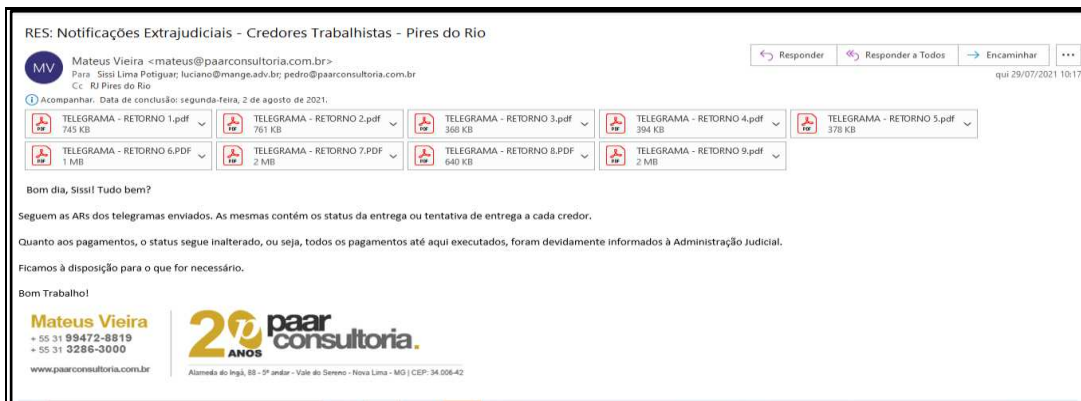 RES: Notificações Extrajudiciais - Credores Trabalhistas - Pires do Rio
MV
Mateus Vieira <mateus@paarconsultoria.com.br>
Para Sissi Lima Potiguar; luciano@mange.adv.br; pedro@paarconsultoria.com.br
Cc RJ Pires do Rio
Responder
Responder a Todos
Encaminhar
qui 29/07/2021 10:17
Acompanhar. Data de conclusão: segunda-feira, 2 de agosto de 2021.
TELEGRAMA - RETORNO 1.pdf
745 KB
TELEGRAMA - RETORNO 2.pdf
761 KB
TELEGRAMA - RETORNO 3.pdf
368 KB
TELEGRAMA - RETORNO 4.pdf
394 KB
TELEGRAMA - RETORNO 5.pdf
378 KB
TELEGRAMA - RETORNO 6.PDF
1 MB
TELEGRAMA - RETORNO 7.PDF
2 MB
TELEGRAMA - RETORNO 8.PDF
640 KB
TELEGRAMA - RETORNO 9.pdf
2 MB
Bom dia, Sissi! Tudo bem?
Seguem as ARs dos telegramas enviados. As mesmas contém os status da entrega ou tentativa de entrega a cada credor.
Quanto aos pagamentos, o status segue inalterado, ou seja, todos os pagamentos até aqui executados, foram devidamente informados à Administração Judicial.
Ficamos à disposição para o que for necessário.
Bom Trabalho!
Mateus Vieira
+ 55 31 99472-8819
+ 55 31 3286-3000
www.paarconsultoria.com.br
20 ANOS
paar
consultoria.
Alameda do Ingá, 88 - 5º andar - Vale do Sereno - Nova Lima - MG | CEP: 34.006-42